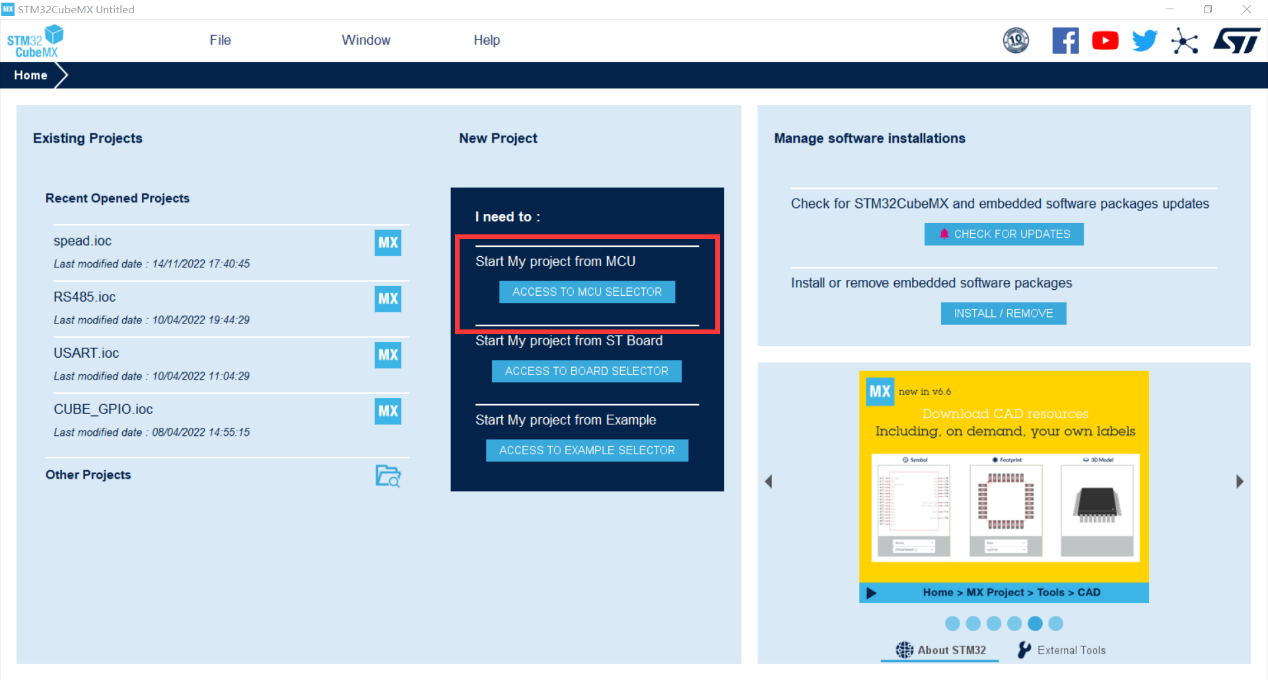 MX STM32CubeMX Untitled
STM32
CubeMX
File
Window
Help
10
Home
Existing Projects
Recent Opened Projects
spead.ioc
MX
Last modified date : 14/11/2022 17:40:45
RS485.ioc
MX
Last modified date : 10/04/2022 19:44:29
USART.ioc
MX
Last modified date : 10/04/2022 11:04:29
CUBE_GPIO.ioc
MX
Last modified date : 08/04/2022 14:55:15
Other Projects
New Project
I need to :
Start My project from MCU
ACCESS TO MCU SELECTOR
Start My project from ST Board
ACCESS TO BOARD SELECTOR
Start My project from Example
ACCESS TO EXAMPLE SELECTOR
Manage software installations
Check for STM32CubeMX and embedded software packages updates
CHECK FOR UPDATES
Install or remove embedded software packages
INSTALL / REMOVE
MX new in v6.6
Download CAD resources
Including, on demand, your own labels
Symbol
Footprint
3D Model
Home > MX Project > Tools > CAD
About STM32
External Tools